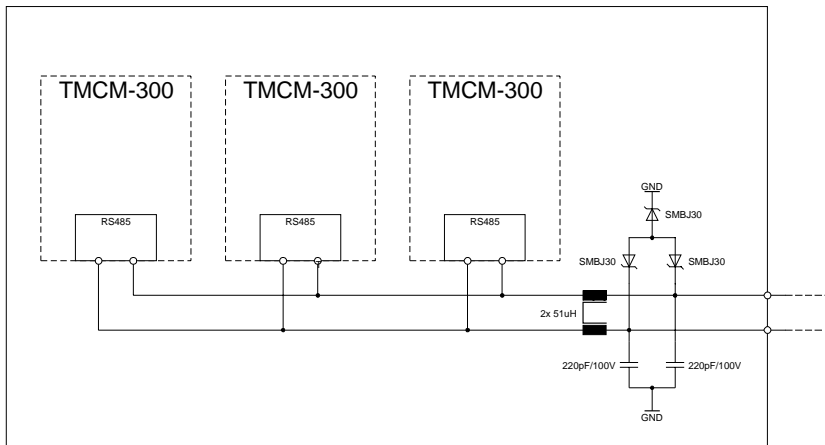 TMCM-300
TMCM-300
TMCM-300
GND
SMBJ30
RS485
RS485
RS485
SMBJ30
SMBJ30
2x 51uH
220pF/100V
220pF/100V
GND